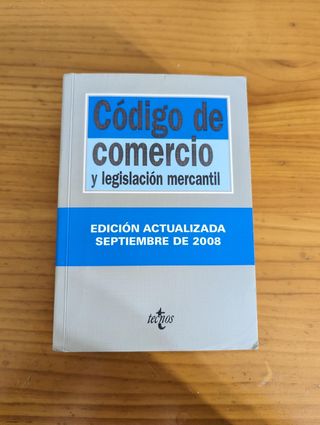 Código de
comercio
y legislación mercantil
EDICIÓN ACTUALIZADA
SEPTIEMBRE DE 2008
tecnos